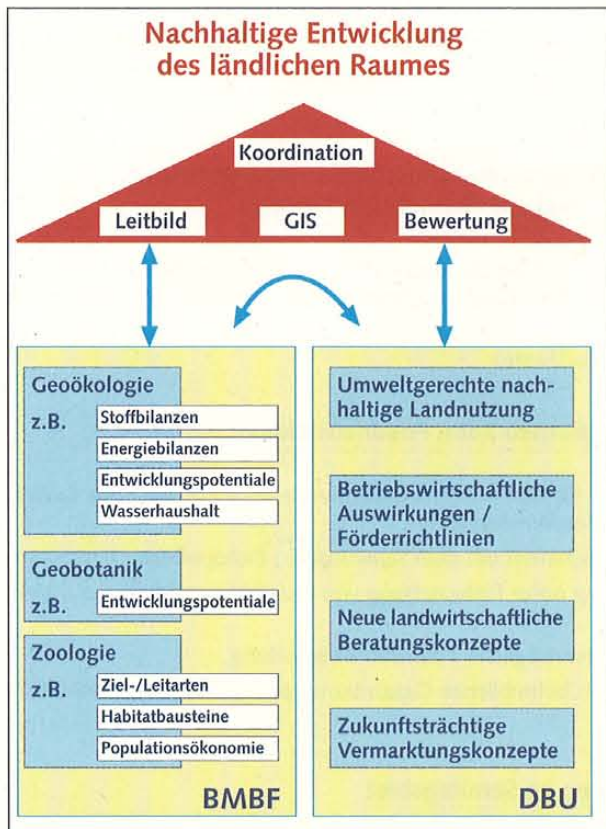 Nachhaltige Entwicklung
des ländlichen Raumes
Koordination
Leitbild
GIS
Bewertung
Geoökologie
z.B.
Stoffbilanzen
Energiebilanzen
Entwicklungspotentiale
Wasserhaushalt
Geobotanik
z.B.
Entwicklungspotentiale
Zoologie
z.B.
Ziel-/Leitarten
Habitatbausteine
Populationsökonomie
BMBF
Umweltgerechte nach-
haltige Landnutzung
Betriebswirtschaftliche
Auswirkungen /
Förderrichtlinien
Neue landwirtschaftliche
Beratungskonzepte
Zukunftsträchtige
Vermarktungskonzepte
DBU